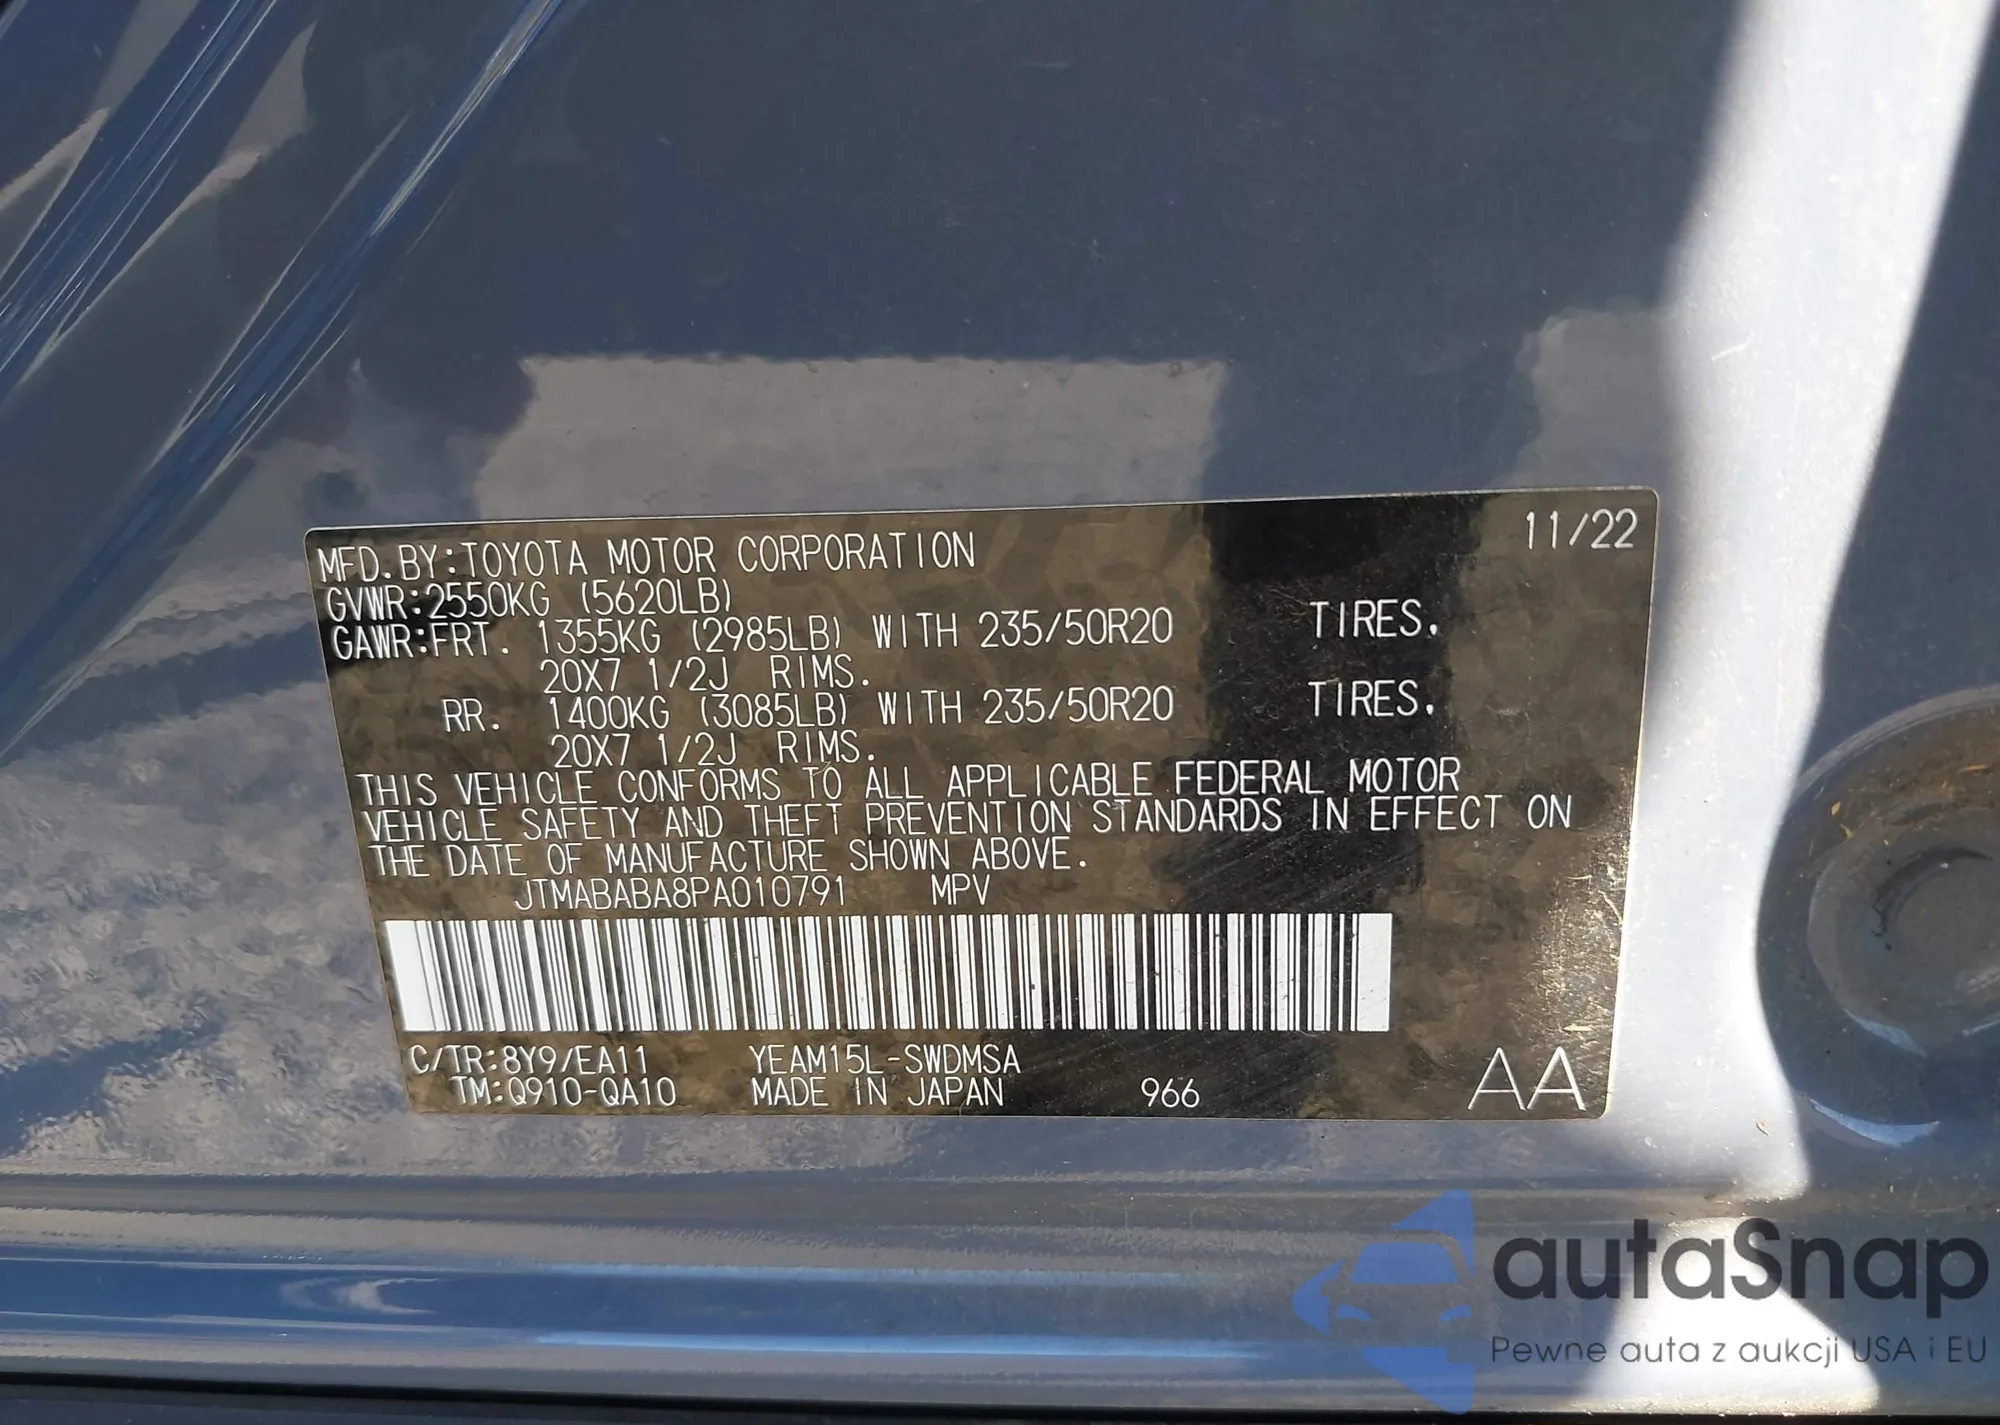 MFD.BY:TOYOTA MOTOR CORPORATION 11/22
GVWR:2550KG (5620LB)
GAWR:FRT. 1355KG (2985LB) WITH 235/50R20 TIRES.
20X7 1/2J RIMS.
RR. 1400KG (3085LB) WITH 235/50R20 TIRES.
20X7 1/2J RIMS.
THIS VEHICLE CONFORMS TO ALL APPLICABLE FEDERAL MOTOR
VEHICLE SAFETY AND THEFT PREVENTION STANDARDS IN EFFECT ON
THE DATE OF MANUFACTURE SHOWN ABOVE.
JTMABABA8PA010791 MPV
C/TR:8Y9/EA11 YEAM15L-SWDMSA
TM:Q910-QA10 MADE IN JAPAN 966 AA
autaSnap
Pewne auta z aukcji USA i EU